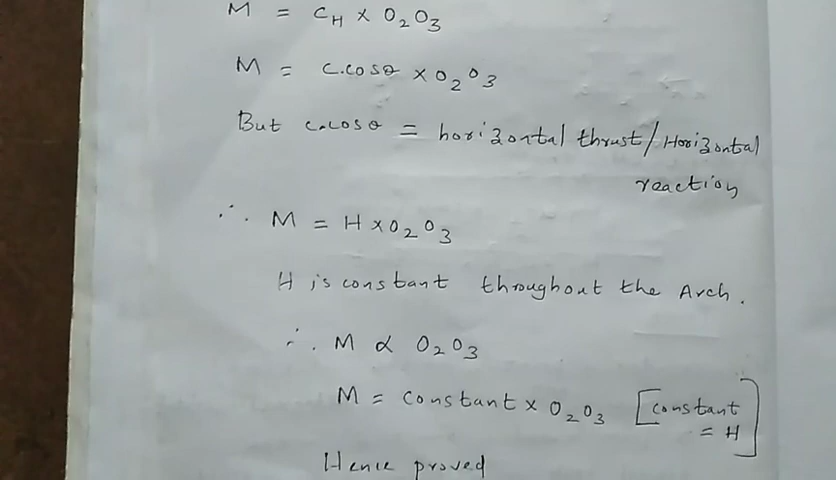 M = C_H × O₂O₃
M = C.cosθ × O₂O₃
But C.cosθ = horizontal thrust/Horizontal
reaction
∴ M = H × O₂O₃
H is constant throughout the Arch.
∴ M ∝ O₂O₃
M = constant × O₂O₃ [constant
= H]
Hence proved